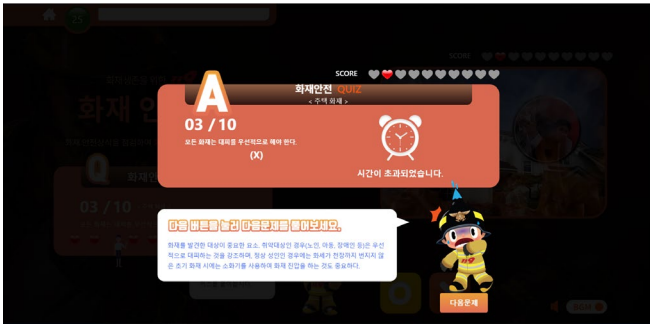 SCORE
화재안전 QUIZ
< 주택 화재 >
A
03 / 10
모든 화재는 대피를 우선적으로 해야 한다.
(X)
시간이 초과되었습니다.
다음 버튼을 눌러 다음문제를 풀어보세요.
화재를 발견한 대상이 중요한 요소. 취약대상인 경우(노인, 아동, 장애인 등)은 우선
적으로 대피하는 것을 강조하며, 정상 성인인 경우에는 화세가 천장까지 번지지 않
은 초기 화재 시에는 소화기를 사용하여 화재 진압을 하는 것도 중요하다.
다음문제
SCORE
화재 안
Q
화재안
03 / 10
BGM